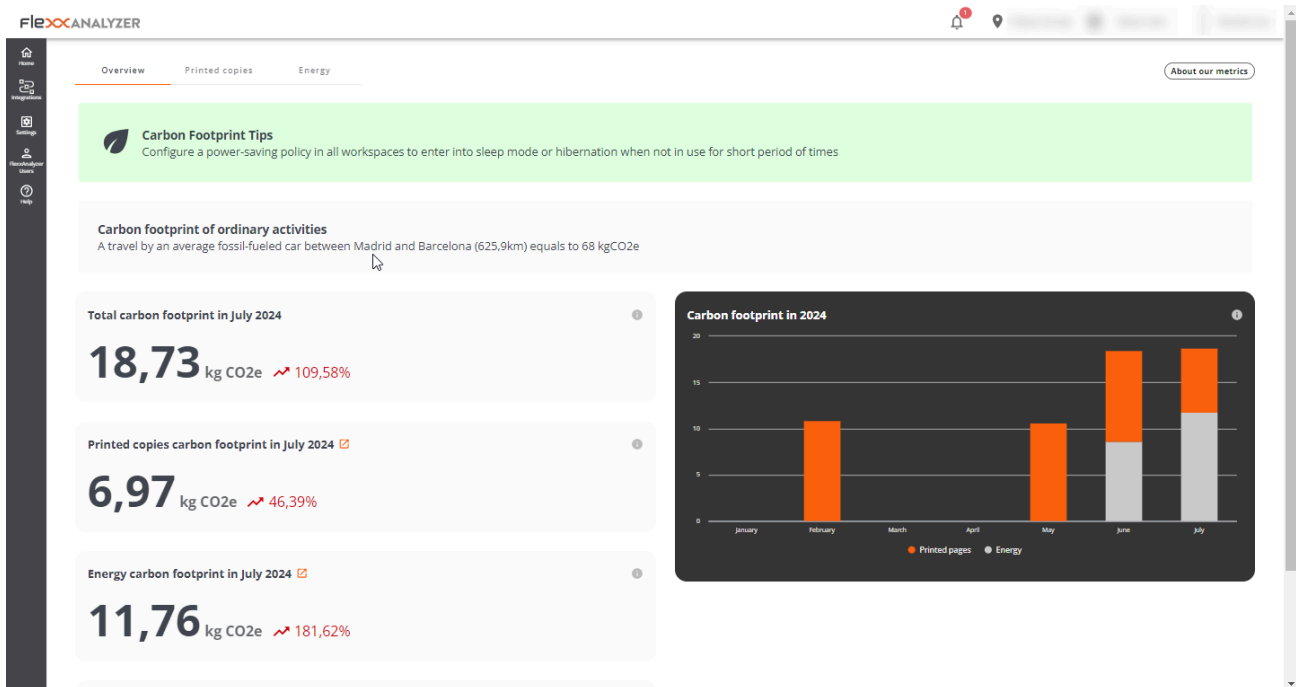 FlexxANALYZER
1
Home
Integrations
Settings
FlexxAnalyzer
Users
Help
Overview
Printed copies
Energy
About our metrics
Carbon Footprint Tips
Configure a power-saving policy in all workspaces to enter into sleep mode or hibernation when not in use for short period of times
Carbon footprint of ordinary activities
A travel by an average fossil-fueled car between Madrid and Barcelona (625,9km) equals to 68 kgCO2e
Total carbon footprint in July 2024
18,73 kg CO2e 109,58%
Printed copies carbon footprint in July 2024
6,97 kg CO2e 46,39%
Energy carbon footprint in July 2024
11,76 kg CO2e 181,62%
Carbon footprint in 2024
20
15
10
5
0
January February March April May June July
Printed pages Energy